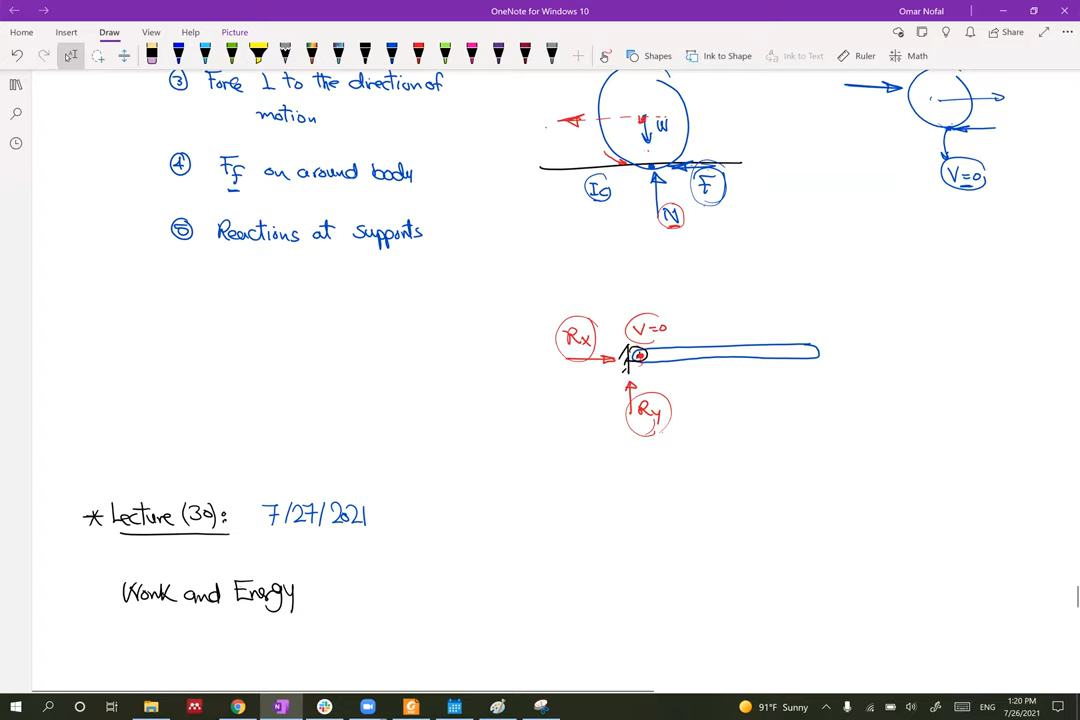 OneNote for Windows 10
Omar Nofal
Home Insert Draw View Help Picture
Share
Shapes Ink to Shape Ink to Text Ruler Math
③ Force ⊥ to the direction of
motion
④ Ff on around body
⑤ Reactions at supports
W
IC
F
N
V=0
V=0
Rx
Ry
* Lecture (30): 7/27/2021
Work and Energy
91°F Sunny
ENG
1:20 PM
7/26/2021